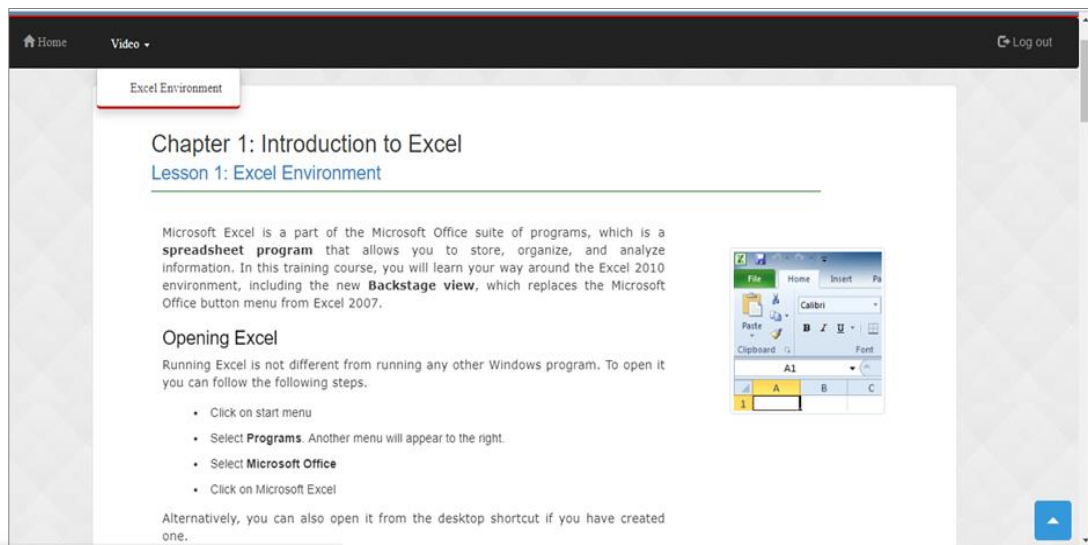 Home
Video
Log out
Excel Environment
Chapter 1: Introduction to Excel
Lesson 1: Excel Environment
Microsoft Excel is a part of the Microsoft Office suite of programs, which is a
spreadsheet program that allows you to store, organize, and analyze
information. In this training course, you will learn your way around the Excel 2010
environment, including the new Backstage view, which replaces the Microsoft
Office button menu from Excel 2007.
File Home Insert Pa
Calibri
Paste
B I U
Clipboard Font
A1
A B C
1
Opening Excel
Running Excel is not different from running any other Windows program. To open it
you can follow the following steps.
• Click on start menu
• Select Programs. Another menu will appear to the right.
• Select Microsoft Office
• Click on Microsoft Excel
Alternatively, you can also open it from the desktop shortcut if you have created
one.